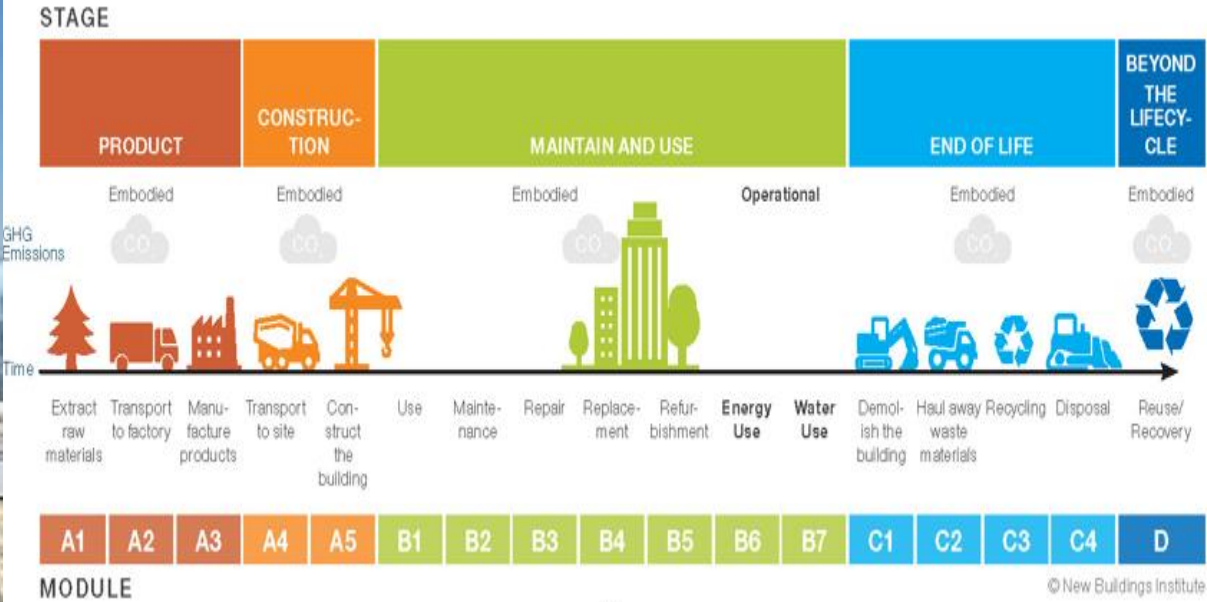 STAGE
PRODUCT
CONSTRUC-
TION
MAINTAIN AND USE
END OF LIFE
BEYOND
THE
LIFECY-
CLE
Embodied
Embodied
Embodied
Operational
Embodied
Embodied
GHG
Emissions
CO2
CO2
CO2
CO2
CO2
Time
Extract
raw
materials
Transport
to factory
Manu-
facture
products
Transport
to site
Con-
struct
the
building
Use
Mainte-
nance
Repair
Replace-
ment
Refur-
bishment
Energy
Use
Water
Use
Demol-
ish the
building
Haul away
waste
materials
Recycling
Disposal
Reuse/
Recovery
A1 A2 A3 A4 A5 B1 B2 B3 B4 B5 B6 B7 C1 C2 C3 C4 D
MODULE
© New Buildings Institute